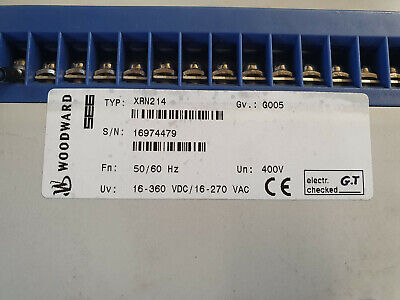 WOODWARD
SEG
TYP: XRN214 Gv.: G005
S/N: 16974479
Fn: 50/60 Hz Un: 400V
Uv: 16-360 VDC/16-270 VAC
electr. checked G.T